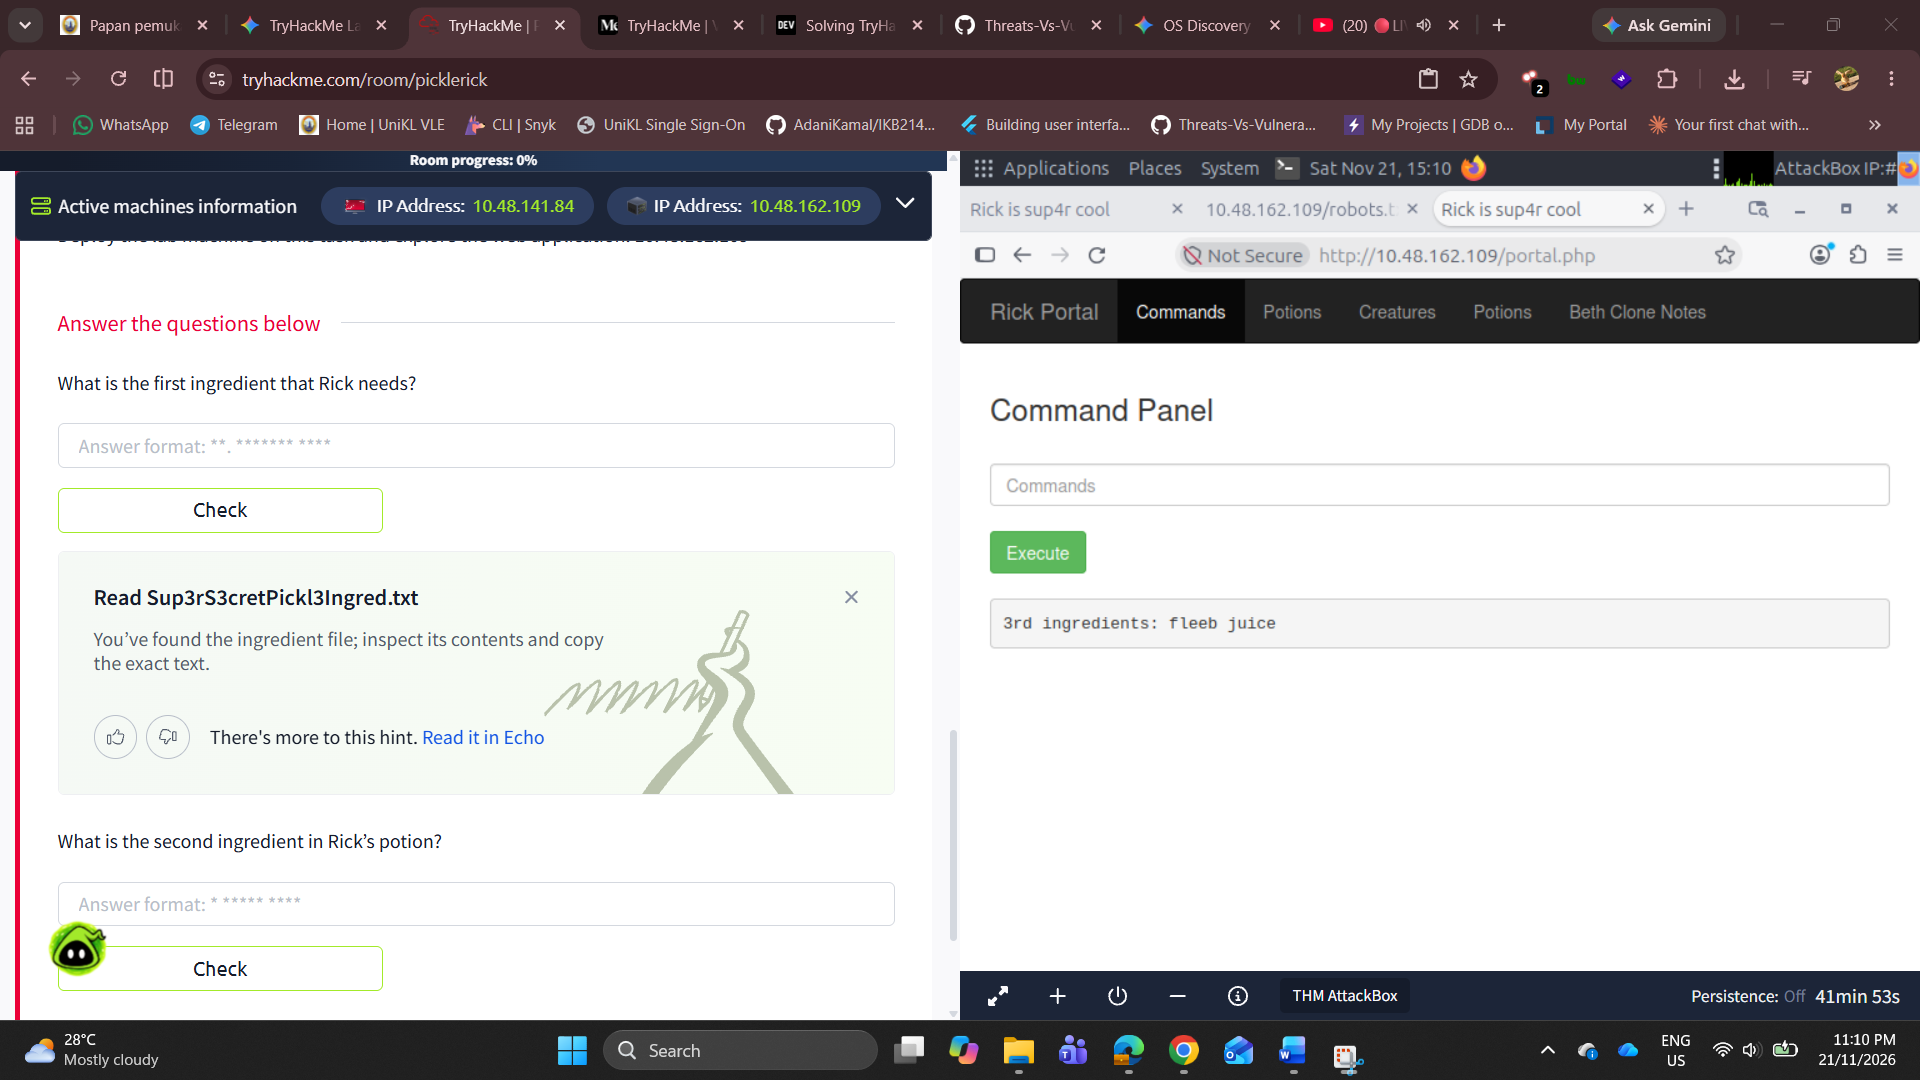 Papan pemuk
TryHackMe La
TryHackMe | F
TryHackMe | \
Solving TryHa
Threats-Vs-Vu
OS Discovery
(20) LIV
Ask Gemini
tryhackme.com/room/picklerick
2
WhatsApp
Telegram
Home | UniKL VLE
CLI | Snyk
UniKL Single Sign-On
AdaniKamal/IKB214...
Building user interfa...
Threats-Vs-Vulnera...
My Projects | GDB o...
My Portal
Your first chat with...
Room progress: 0%
Active machines information
IP Address: 10.48.141.84
IP Address: 10.48.162.109
Answer the questions below
What is the first ingredient that Rick needs?
Answer format: **. ******* ****
Check
Read Sup3rS3cretPickl3Ingred.txt
You've found the ingredient file; inspect its contents and copy
the exact text.
There's more to this hint. Read it in Echo
What is the second ingredient in Rick's potion?
Answer format: * ***** ****
Check
Applications Places System Sat Nov 21, 15:10 AttackBox IP:#
Rick is sup4r cool
10.48.162.109/robots.t
Rick is sup4r cool
Not Secure http://10.48.162.109/portal.php
Rick Portal Commands Potions Creatures Potions Beth Clone Notes
Command Panel
Commands
Execute
3rd ingredients: fleeb juice
THM AttackBox
Persistence: Off 41min 53s
28°C
Mostly cloudy
Search
ENG
US
11:10 PM
21/11/2026